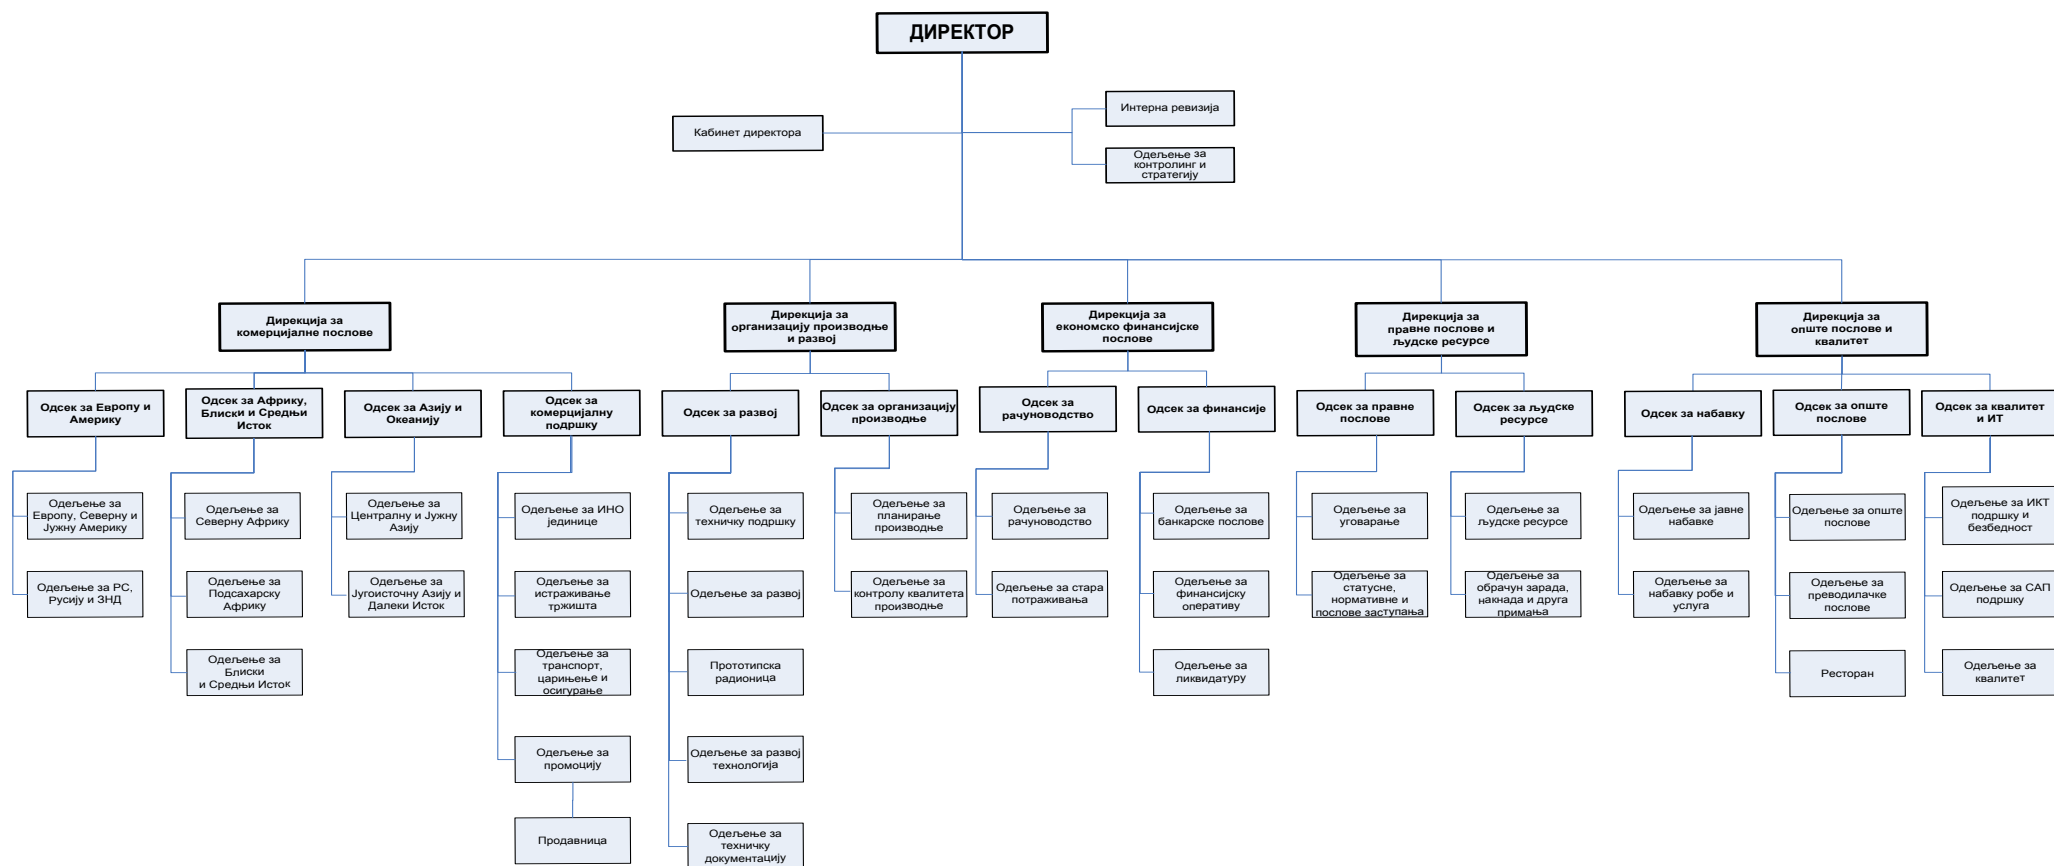 ДИРЕКТОР
Интерна ревизија
Кабинет директора
Одељење за
контролинг и
стратегију
Дирекција за
комерцијалне послове
Дирекција за
организацију производње
и развој
Дирекција за
економско финансијске
послове
Дирекција за
правне послове и
људске ресурсе
Дирекција за
опште послове и
квалитет
Одсек за Европу и
Америку
Одсек за Африку,
Блиски и Средњи
Исток
Одсек за Азију и
Океанију
Одсек за
комерцијалну
подршку
Одсек за развој
Одсек за организацију
производње
Одсек за
рачуноводство
Одсек за финансије
Одсек за правне
послове
Одсек за људске
ресурсе
Одсек за набавку
Одсек за опште
послове
Одсек за квалитет
и ИТ
Одељење за
Европу, Северну и
Јужну Америку
Одељење за
Северну Африку
Одељење за
Централну и Јужну
Азију
Одељење за ИНО
јединице
Одељење за
техничку подршку
Одељење за
планирање
производње
Одељење за
рачуноводство
Одељење за
банкарске послове
Одељење за
уговарање
Одељење за
људске ресурсе
Одељење за јавне
набавке
Одељење за опште
послове
Одељење за ИКТ
подршку и
безбедност
Одељење за РС,
Русију и ЗНД
Одељење за
Подсахарску
Африку
Одељење за
Југоисточну Азију и
Далеки Исток
Одељење за
истраживање
тржишта
Одељење за развој
Одељење за
контролу квалитета
производње
Одељење за стара
потраживања
Одељење за
финансијску
оперативу
Одељење за
статусне,
нормативне и
послове заступања
Одељење за
обрачун зарада,
накнада и друга
примања
Одељење за
набавку робе и
услуга
Одељење за
преводилачке
послове
Одељење за САП
подршку
Одељење за
Блиски
и Средњи Исток
Одељење за
транспорт,
царињење и
осигурање
Прототипска
радионица
Одељење за
ликвидатуру
Ресторан
Одељење за
квалитет
Одељење за
промоцију
Одељење за развој
технологија
Продавница
Одељење за
техничку
документацију